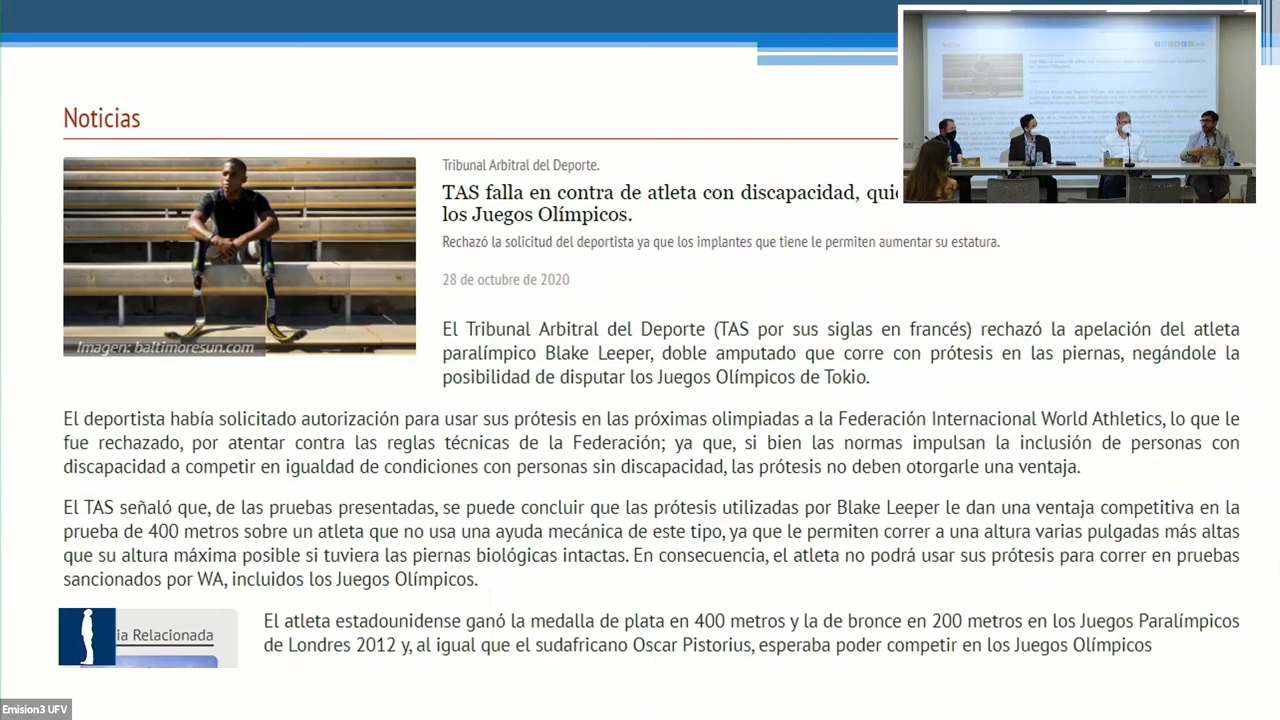 Noticias
Imagen: baltimoresun.com
Tribunal Arbitral del Deporte.
TAS falla en contra de atleta con discapacidad,
los Juegos Olímpicos.
Rechazó la solicitud del deportista ya que los implantes que tiene le permiten aumentar su estatura.
28 de octubre de 2020
El Tribunal Arbitral del Deporte (TAS por sus siglas en francés) rechazó la apelación del atleta
paralímpico Blake Leeper, doble amputado que corre con prótesis en las piernas, negándole la
posibilidad de disputar los Juegos Olímpicos de Tokio.
El deportista había solicitado autorización para usar sus prótesis en las próximas olimpiadas a la Federación Internacional World Athletics, lo que le
fue rechazado, por atentar contra las reglas técnicas de la Federación; ya que, si bien las normas impulsan la inclusión de personas con
discapacidad a competir en igualdad de condiciones con personas sin discapacidad, las prótesis no deben otorgarle una ventaja.
El TAS señaló que, de las pruebas presentadas, se puede concluir que las prótesis utilizadas por Blake Leeper le dan una ventaja competitiva en la
prueba de 400 metros sobre un atleta que no usa una ayuda mecánica de este tipo, ya que le permiten correr a una altura varias pulgadas más altas
que su altura máxima posible si tuviera las piernas biológicas intactas. En consecuencia, el atleta no podrá usar sus prótesis para correr en pruebas
sancionados por WA, incluidos los Juegos Olímpicos.
ia Relacionada
El atleta estadounidense ganó la medalla de plata en 400 metros y la de bronce en 200 metros en los Juegos Paralímpicos
de Londres 2012 y, al igual que el sudafricano Oscar Pistorius, esperaba poder competir en los Juegos Olímpicos
Emision3 UFV